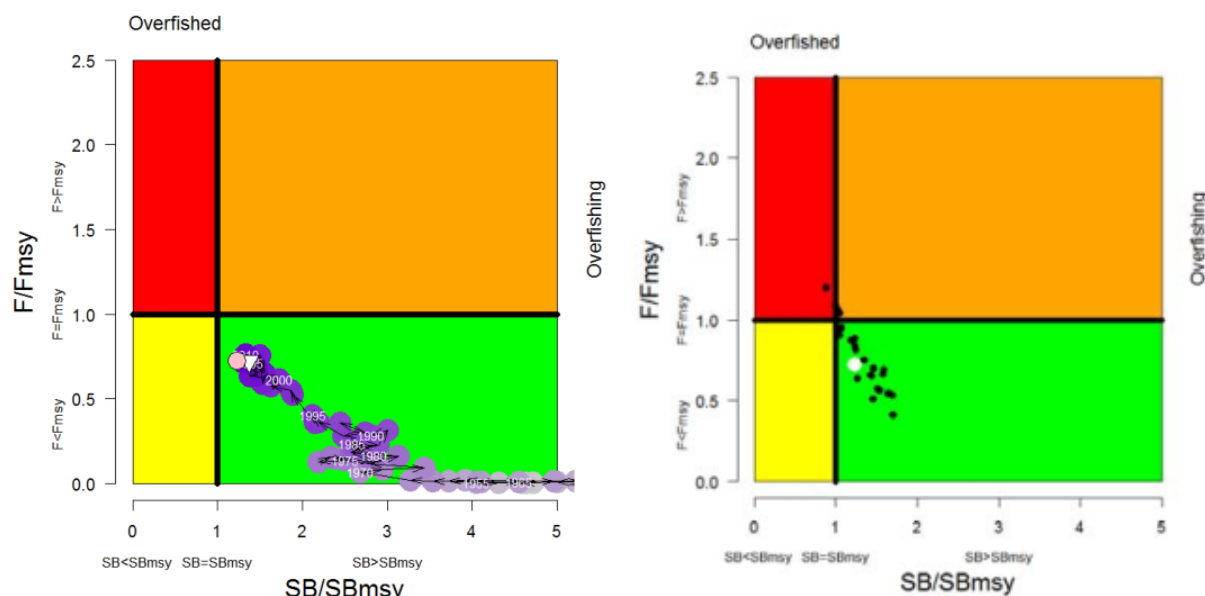 Overfished
2.5
2.0
1.5
1.0
0.5
0.0
F>Fmsy
F=Fmsy
F<Fmsy
F/Fmsy
Overfishing
2000
1995
1990
1985
1980
1975
1970
1955
1965
0 1 2 3 4 5
SB<SBmsy SB=SBmsy SB>SBmsy
SB/SBmsy
Overfished
2.5
2.0
1.5
1.0
0.5
0.0
F>Fmsy
F=Fmsy
F<Fmsy
F/Fmsy
Overfishing
0 1 2 3 4 5
SB<SBmsy SB=SBmsy SB>SBmsy
SB/SBmsy